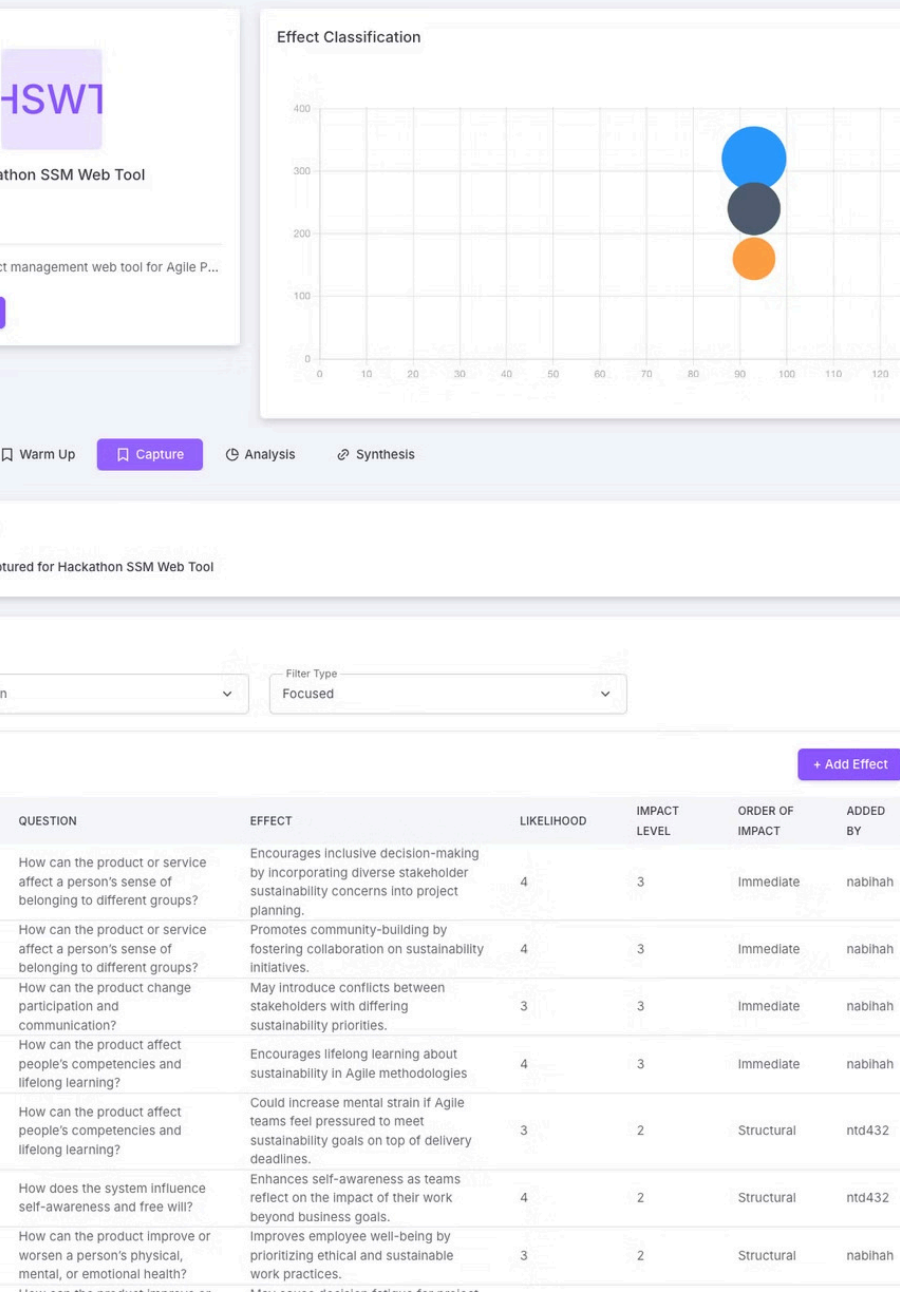 HSWT
athon SSM Web Tool
ct management web tool for Agile P...
Effect Classification
400
300
200
100
0
0 10 20 30 40 50 60 70 80 90 100 110 120
Warm Up Capture Analysis Synthesis
ptured for Hackathon SSM Web Tool
n
Filter Type
Focused
+ Add Effect
QUESTION EFFECT LIKELIHOOD IMPACT LEVEL ORDER OF IMPACT ADDED BY
How can the product or service
affect a person's sense of
belonging to different groups?
Encourages inclusive decision-making
by incorporating diverse stakeholder
sustainability concerns into project
planning.
4 3 Immediate nabihah
How can the product or service
affect a person's sense of
belonging to different groups?
Promotes community-building by
fostering collaboration on sustainability
initiatives.
4 3 Immediate nabihah
How can the product change
participation and
communication?
May introduce conflicts between
stakeholders with differing
sustainability priorities.
3 3 Immediate nabihah
How can the product affect
people's competencies and
lifelong learning?
Encourages lifelong learning about
sustainability in Agile methodologies
4 3 Immediate nabihah
How can the product affect
people's competencies and
lifelong learning?
Could increase mental strain if Agile
teams feel pressured to meet
sustainability goals on top of delivery
deadlines.
3 2 Structural ntd432
How does the system influence
self-awareness and free will?
Enhances self-awareness as teams
reflect on the impact of their work
beyond business goals.
4 2 Structural ntd432
How can the product improve or
worsen a person's physical,
mental, or emotional health?
Improves employee well-being by
prioritizing ethical and sustainable
work practices.
3 2 Structural nabihah